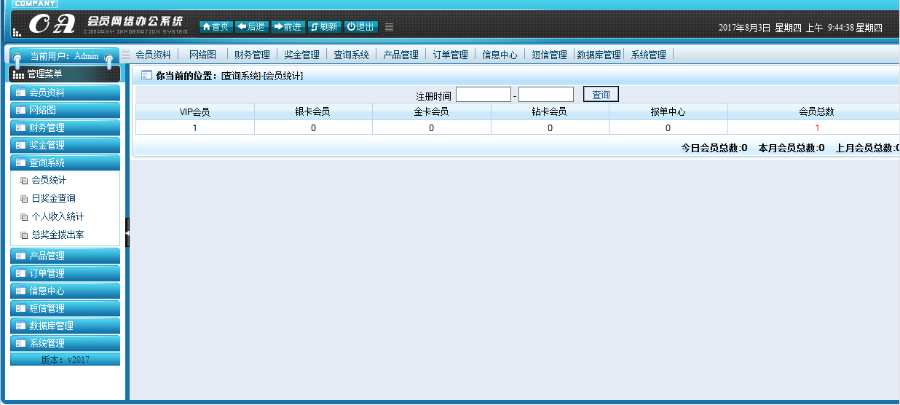 COMPANY
OA 会员网络办公系统
COMPANY INFORMATION SYSTEM
首页 后退 前进 刷新 退出
2017年8月3日 星期四 上午 9:44:38 星期四
当前用户: Admin
会员资料 网络图 财务管理 奖金管理 查询系统 产品管理 订单管理 信息中心 短信管理 数据库管理 系统管理
管理菜单
你当前的位置：[查询系统]-[会员统计]
会员资料
网络图
财务管理
奖金管理
查询系统
会员统计
日奖金查询
个人收入统计
总奖金拨出率
产品管理
订单管理
信息中心
短信管理
数据库管理
系统管理
版本：v2017
注册时间 - 查询
VIP会员 银卡会员 金卡会员 钻卡会员 报单中心 会员总数
1 0 0 0 0 1
今日会员总数:0 本月会员总数:0 上月会员总数:0